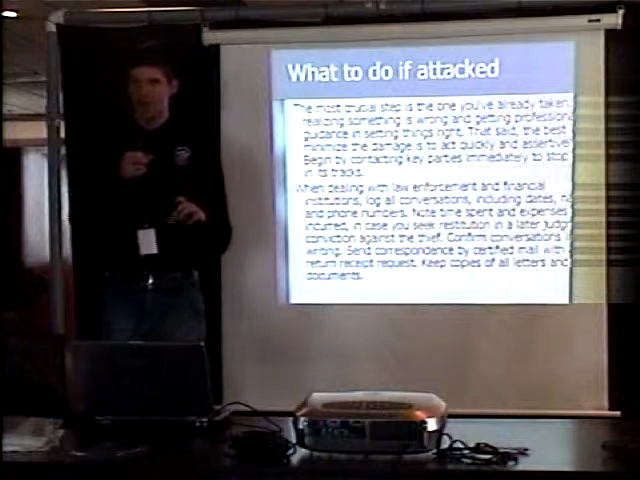 What to do if attacked
The most crucial step is the one you've already taken:
realizing something is wrong and getting profession
guidance in setting things right. That said, the best
minimize the damage is to act quickly and assertive
Begin by contacting key parties immediately to stop
in its tracks.
When dealing with law enforcement and financial
institutions, log all conversations, including dates, na
and phone numbers. Note time spent and expenses
incurred, in case you seek restitution in a later judg
conviction against the thief. Confirm conversations
writing. Send correspondence by certified mail with
return receipt request. Keep copies of all letters and
documents.